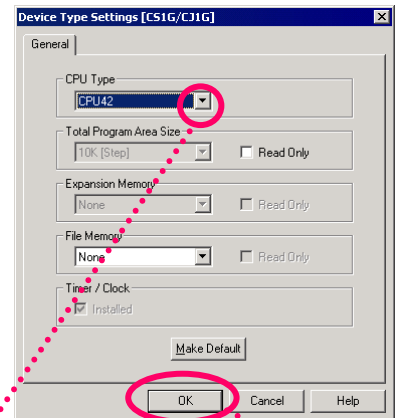 Device Type Settings [CS1G/CJ1G]
General
CPU Type
CPU42
Total Program Area Size
10K [Step]
Read Only
Expansion Memory
None
Read Only
File Memory
None
Read Only
Timer / Clock
Installed
Make Default
OK
Cancel
Help